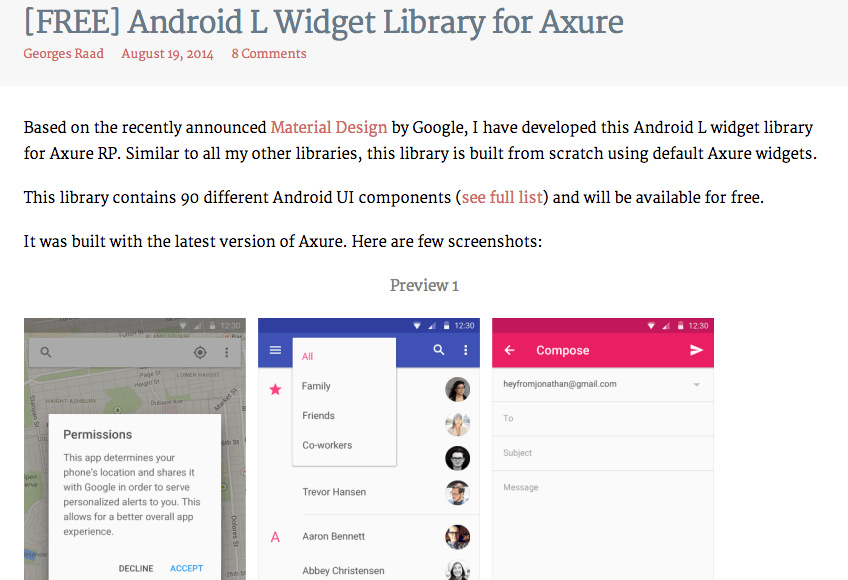 [FREE] Android L Widget Library for Axure
Georges Raad August 19, 2014 8 Comments
Based on the recently announced Material Design by Google, I have developed this Android L widget library
for Axure RP. Similar to all my other libraries, this library is built from scratch using default Axure widgets.
This library contains 90 different Android UI components (see full list) and will be available for free.
It was built with the latest version of Axure. Here are few screenshots:
Preview 1
12:30
Page St
Haight St
LOWER HAIGHT
HAIGHT ASHBURY
Market St
Duboce Ave
Dolores St
Permissions
This app determines your
phone's location and shares it
with Google in order to serve
personalized alerts to you. This
allows for a better overall app
experience.
DECLINE ACCEPT
12:30
All
Family
Friends
Co-workers
Trevor Hansen
A Aaron Bennett
Abbey Christensen
12:30
Compose
heyfromjonathan@gmail.com
To
Subject
Message